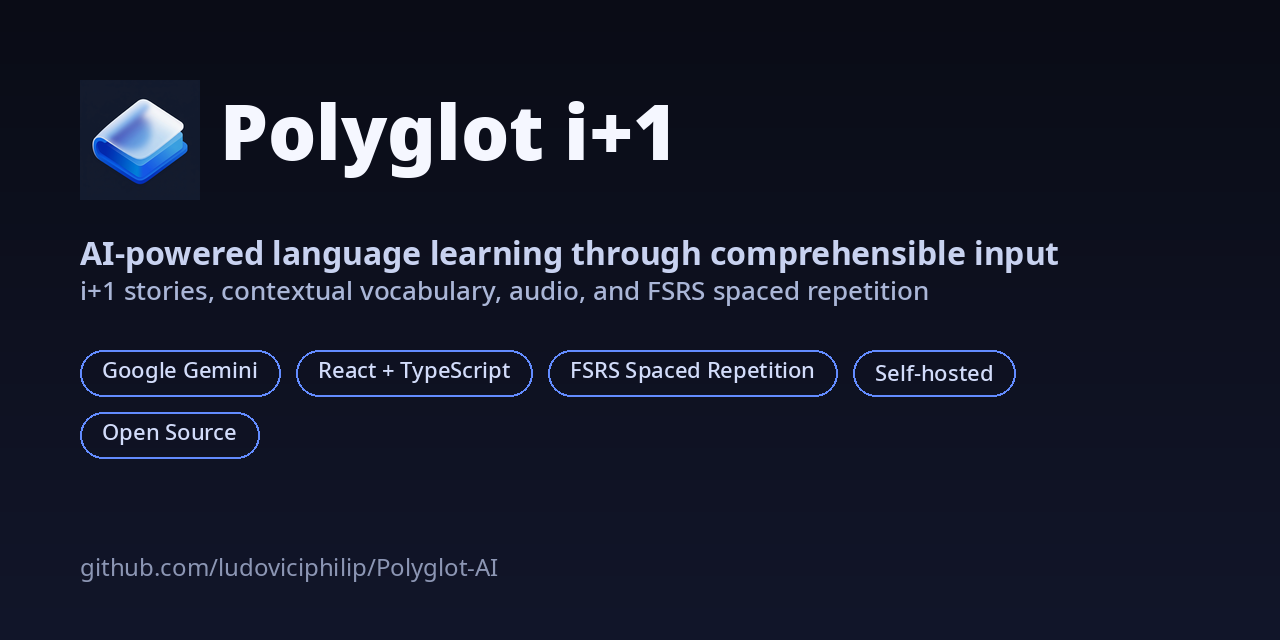 Polyglot i+1
AI-powered language learning through comprehensible input
i+1 stories, contextual vocabulary, audio, and FSRS spaced repetition
Google Gemini
React + TypeScript
FSRS Spaced Repetition
Self-hosted
Open Source
github.com/ludoviciphilip/Polyglot-AI